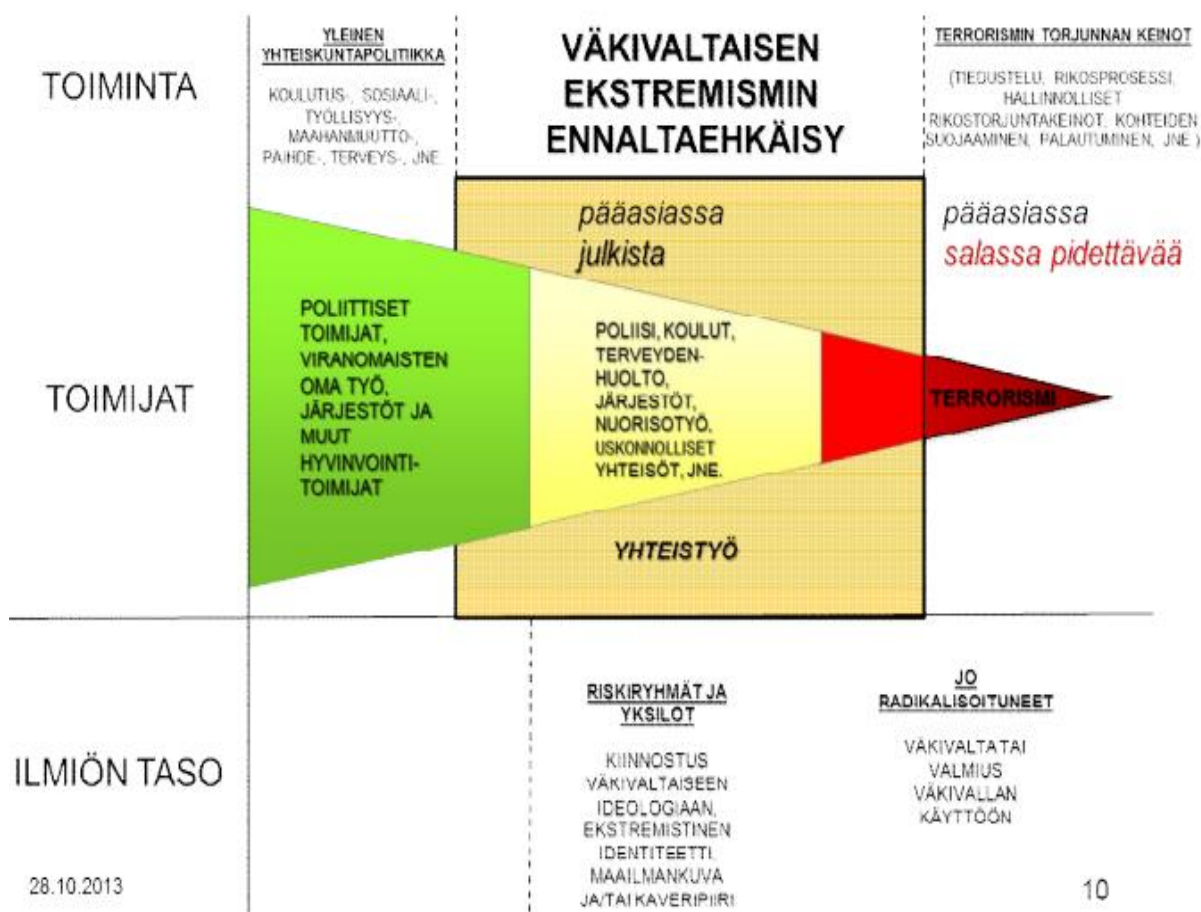 TOIMINTA
YLEINEN
YHTEISKUNTAPOLITIIKKA
KOULUTUS-, SOSIAALI-,
TYÖLLISYYS-,
MAAHANMUUTTO-,
PÄIHDE-, TERVEYS-, JNE.
VÄKIVALTAISEN
EKSTREMISMIN
ENNALTAEHKÄISY
TERRORISMIN TORJUNNAN KEINOT
(TIEDUSTELU, RIKOSPROSESSI,
HALLINNOLLISET
RIKOSTORJUNTAKEINOT, KOHTEIDEN
SUOJAAMINEN, PALAUTUMINEN, JNE.)
pääasiassa
julkista
pääasiassa
salassa pidettävää
TOIMIJAT
POLIITTISET
TOIMIJAT,
VIRANOMAISTEN
OMA TYÖ,
JÄRJESTÖT JA
MUUT
HYVINVOINTI-
TOIMIJAT
POLIISI, KOULUT,
TERVEYDEN-
HUOLTO,
JÄRJESTÖT,
NUORISOTYÖ,
USKONNOLLISET
YHTEISÖT, JNE.
TERRORISMI
YHTEISTYÖ
ILMIÖN TASO
RISKIRYHMÄT JA
YKSILÖT
KIINNOSTUS
VÄKIVALTAISEEN
IDEOLOGIAAN,
EKSTREMISTINEN
IDENTITEETTI,
MAAILMANKUVA
JA/TAI KAVERIPIIRI
JO
RADIKALISOITUNEET
VÄKIVALTA TAI
VALMIUS
VÄKIVALLAN
KÄYTTÖÖN
28.10.2013
10